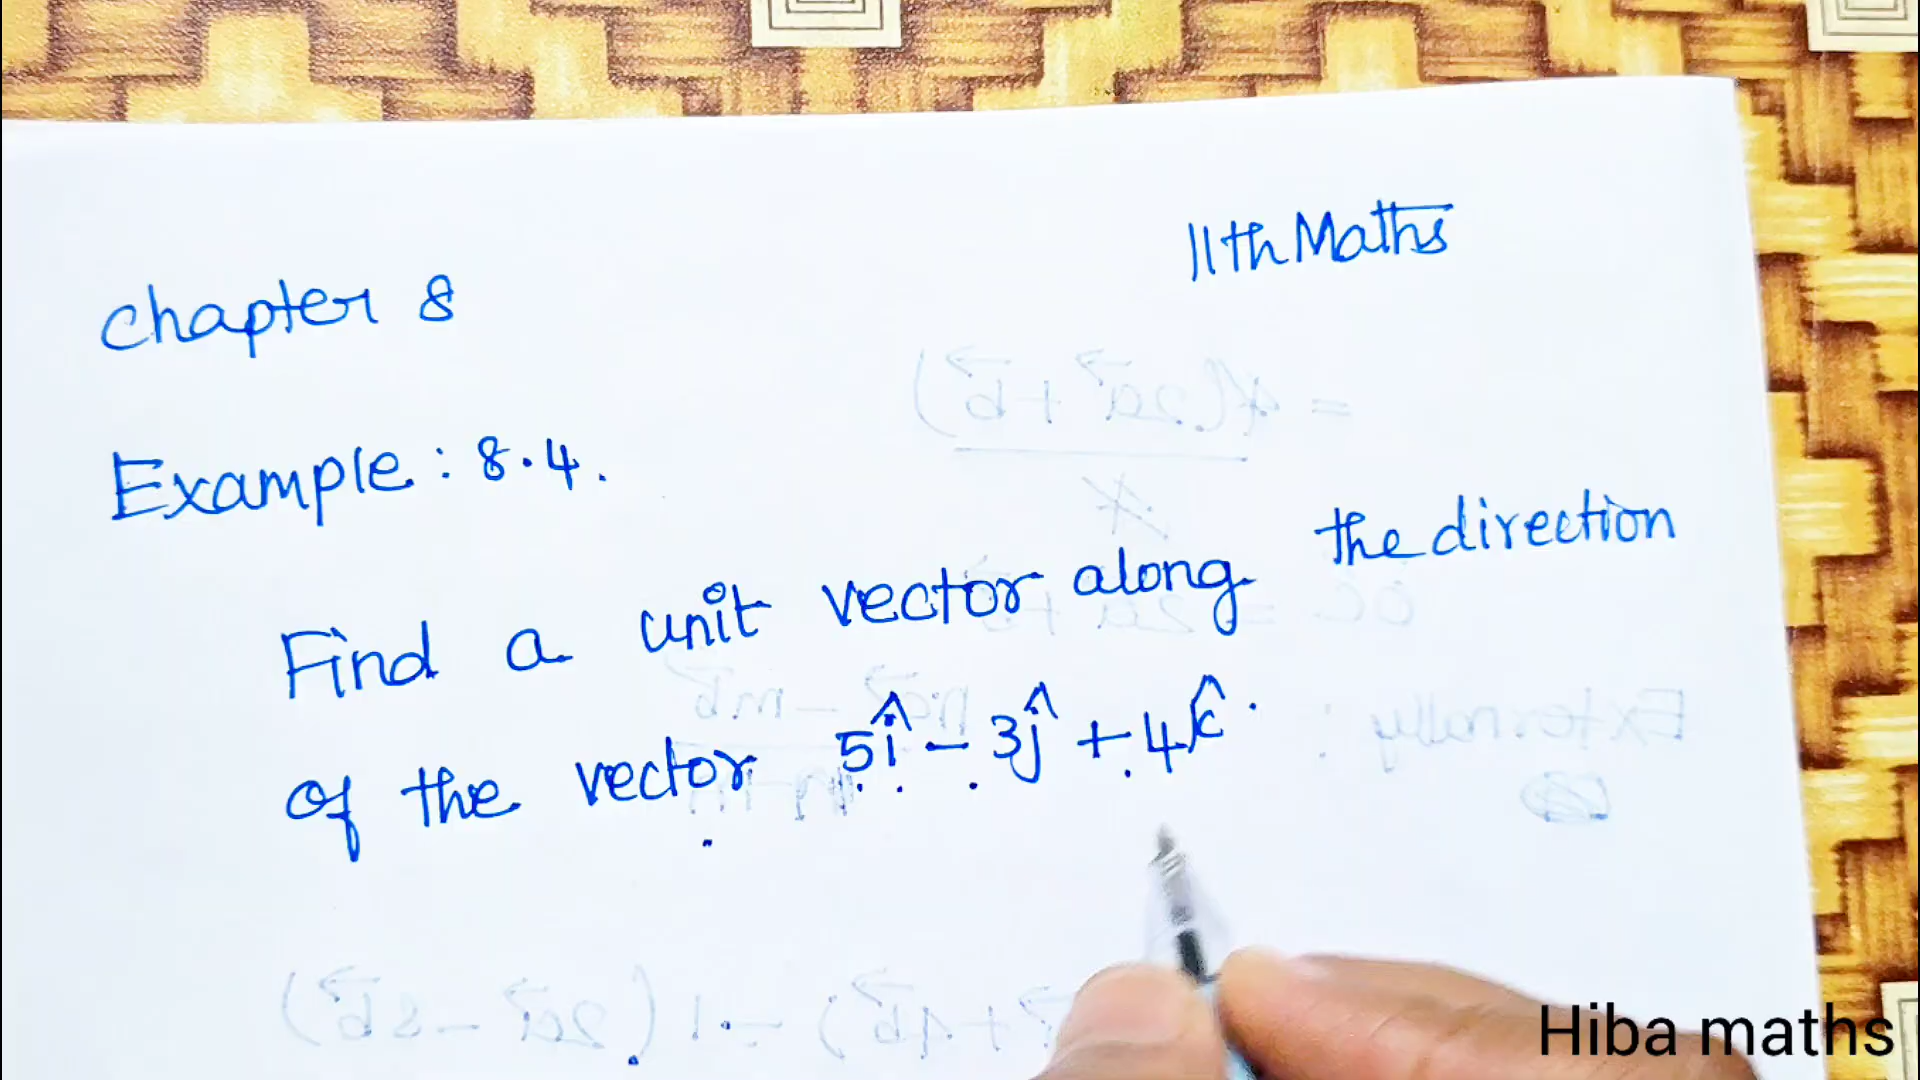 11th Maths
chapter 8
Example : 8.4.
Find a unit vector along the direction
of the vector 5î - 3ĵ + 4k̂.
Hiba maths